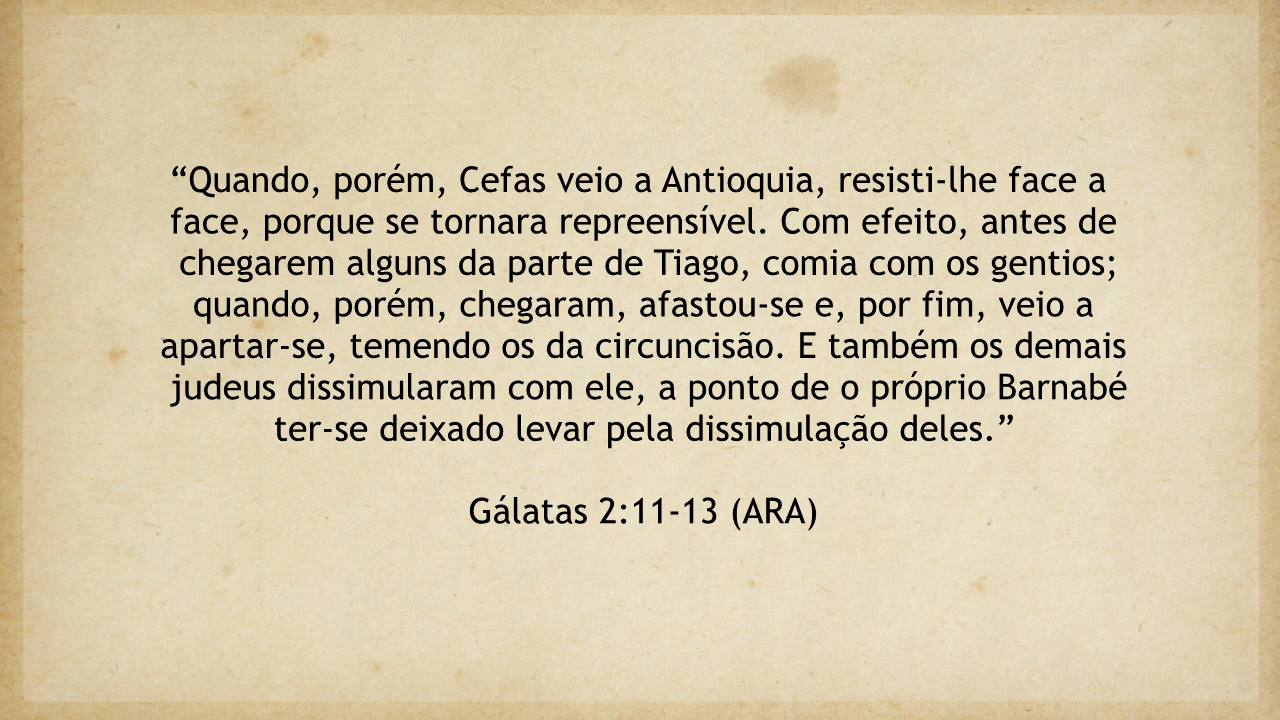 “Quando, porém, Cefas veio a Antioquia, resisti-lhe face a
face, porque se tornara repreensível. Com efeito, antes de
chegarem alguns da parte de Tiago, comia com os gentios;
quando, porém, chegaram, afastou-se e, por fim, veio a
apartar-se, temendo os da circuncisão. E também os demais
judeus dissimularam com ele, a ponto de o próprio Barnabé
ter-se deixado levar pela dissimulação deles.”
Gálatas 2:11-13 (ARA)